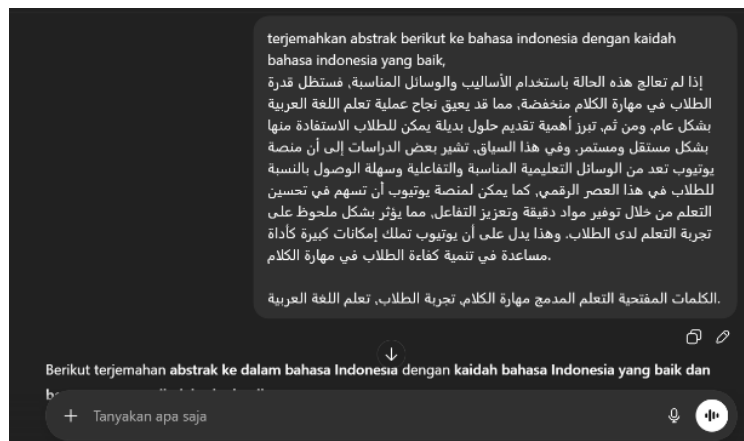 terjemahkan abstrak berikut ke bahasa indonesia dengan kaidah
bahasa indonesia yang baik,
إذا لم تعالج هذه الحالة باستخدام الأساليب والوسائل المناسبة, فستظل قدرة
الطلاب في مهارة الكلام منخفضة, مما قد يعيق نجاح عملية تعلم اللغة العربية
بشكل عام. ومن ثم, تبرز أهمية تقديم حلول بديلة يمكن للطلاب الاستفادة منها
بشكل مستقل ومستمر. وفي هذا السياق, تشير بعض الدراسات إلى أن منصة
يوتيوب تعد من الوسائل التعليمية المناسبة والتفاعلية وسهلة الوصول بالنسبة
للطلاب في هذا العصر الرقمي, كما يمكن لمنصة يوتيوب أن تسهم في تحسين
التعلم من خلال توفير مواد دقيقة وتعزيز التفاعل, مما يؤثر بشكل ملحوظ على
تجربة التعلم لدى الطلاب. وهذا يدل على أن يوتيوب تملك إمكانات كبيرة كأداة
مساعدة في تنمية كفاءة الطلاب في مهارة الكلام.
الكلمات المفتحية التعلم المدمج مهارة الكلام, تجربة الطلاب, تعلم اللغة العربية.
Berikut terjemahan abstrak ke dalam bahasa Indonesia dengan kaidah bahasa Indonesia yang baik dan
Tanyakan apa saja